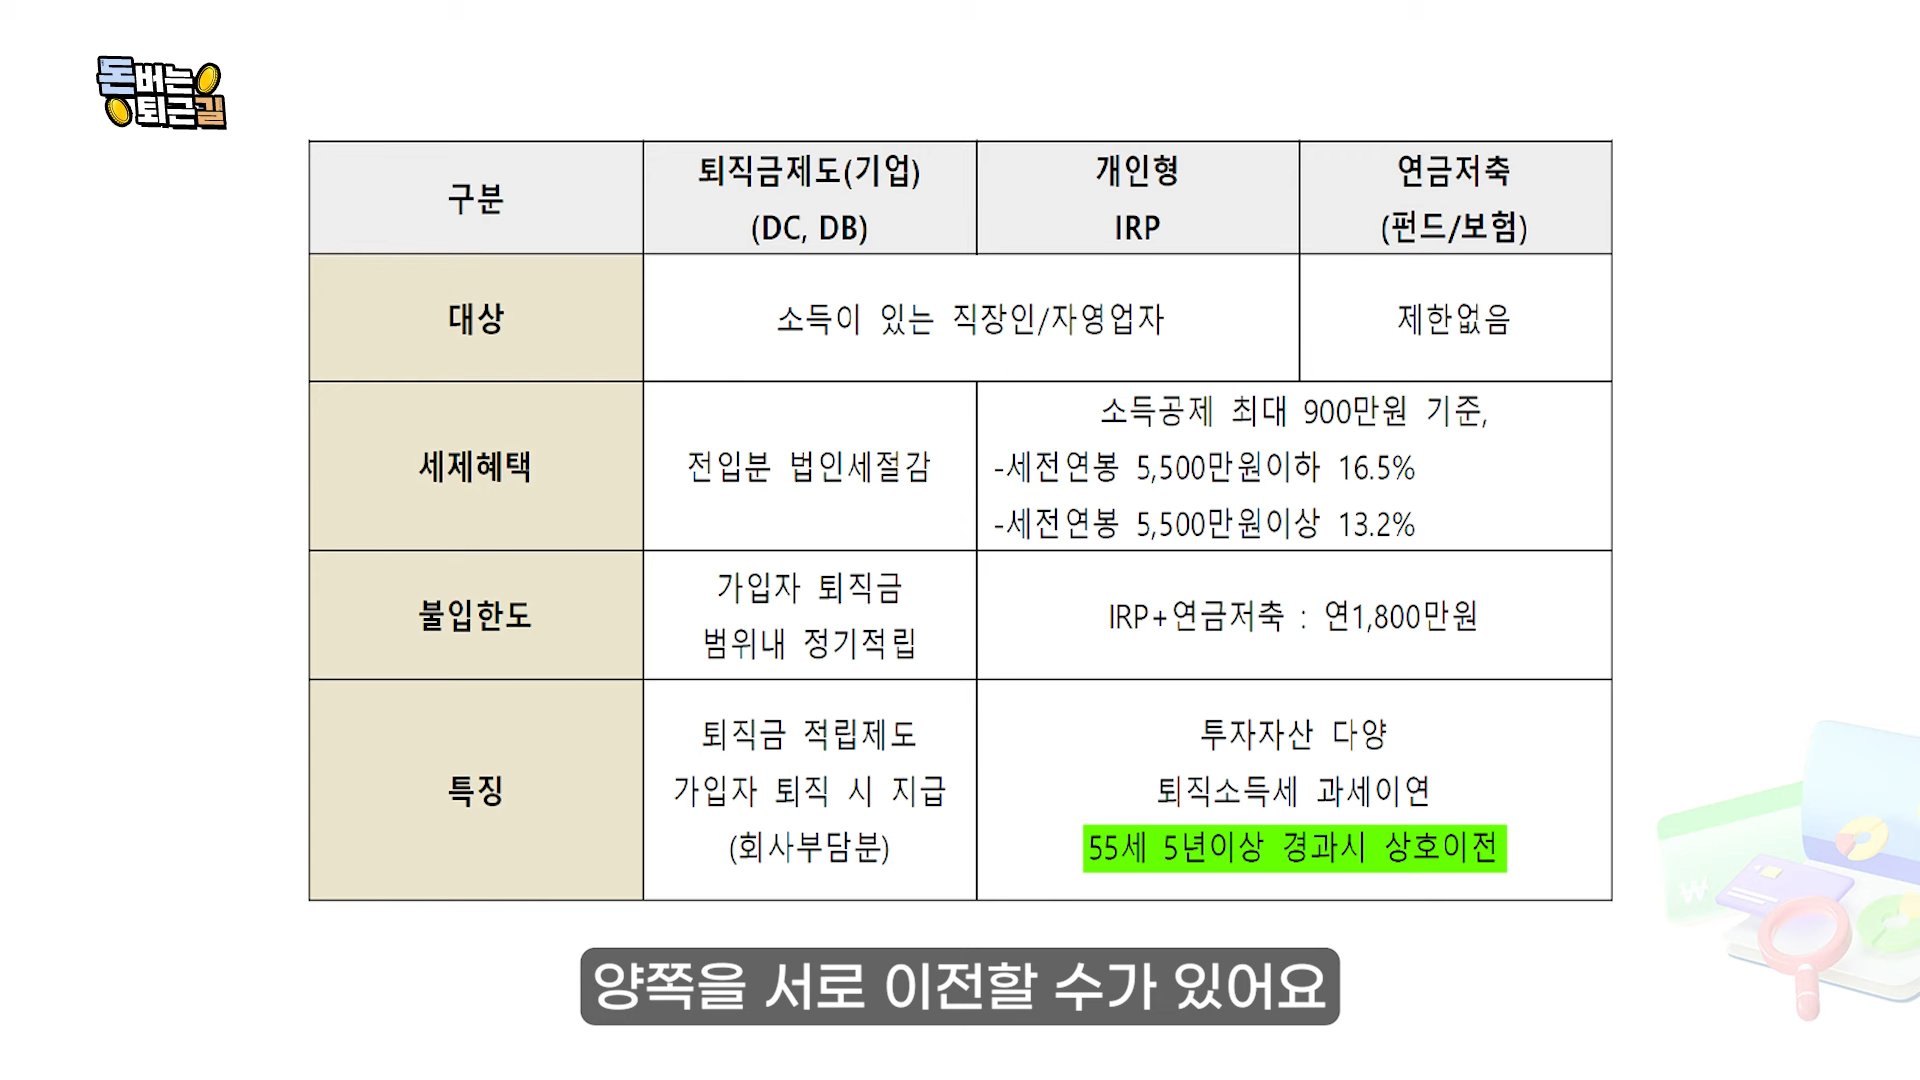 돈버는
퇴근길
구분
퇴직금제도(기업)
(DC, DB)
개인형
IRP
연금저축
(펀드/보험)
대상
소득이 있는 직장인/자영업자
제한없음
세제혜택
전입분 법인세절감
소득공제 최대 900만원 기준,
-세전연봉 5,500만원이하 16.5%
-세전연봉 5,500만원이상 13.2%
불입한도
가입자 퇴직금
범위내 정기적립
IRP+연금저축 : 연1,800만원
특징
퇴직금 적립제도
가입자 퇴직 시 지급
(회사부담분)
투자자산 다양
퇴직소득세 과세이연
55세 5년이상 경과시 상호이전
₩
양쪽을 서로 이전할 수가 있어요